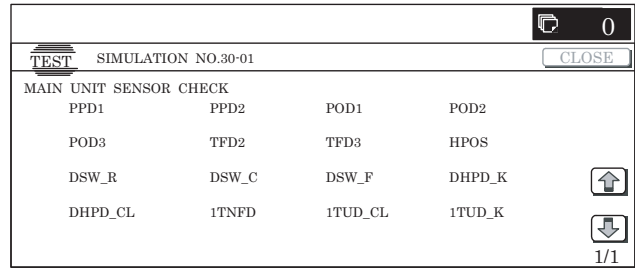 0
TEST SIMULATION NO.30-01 CLOSE
MAIN UNIT SENSOR CHECK
PPD1 PPD2 POD1 POD2
POD3 TFD2 TFD3 HPOS
DSW_R DSW_C DSW_F DHPD_K
DHPD_CL 1TNFD 1TUD_CL 1TUD_K
1/1